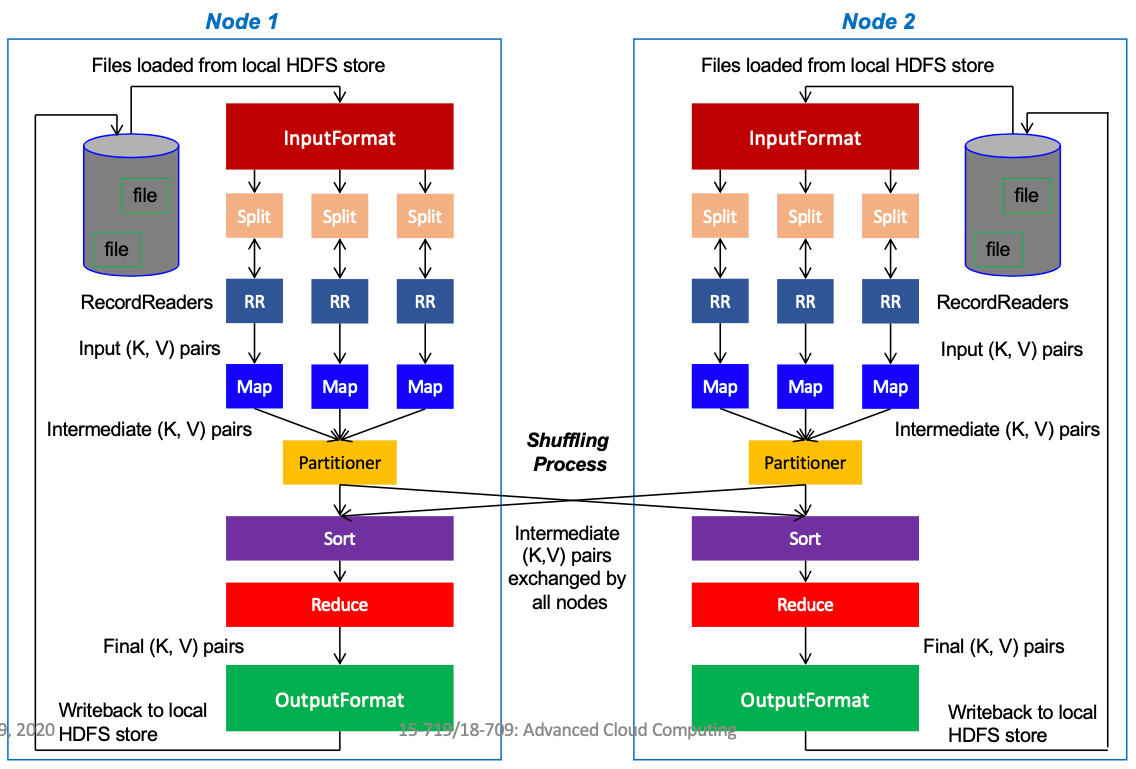 Node 1
Node 2
Files loaded from local HDFS store
Files loaded from local HDFS store
InputFormat
InputFormat
file
file
Split
Split
Split
Split
Split
Split
file
file
RecordReaders
RR
RR
RR
RR
RR
RR
RecordReaders
Input (K, V) pairs
Input (K, V) pairs
Map
Map
Map
Map
Map
Map
Intermediate (K, V) pairs
Intermediate (K, V) pairs
Partitioner
Shuffling
Process
Partitioner
Sort
Intermediate
(K,V) pairs
exchanged by
all nodes
Sort
Reduce
Reduce
Final (K, V) pairs
Final (K, V) pairs
OutputFormat
OutputFormat
Writeback to local
HDFS store
Writeback to local
HDFS store
9, 2020
15-719/18-709: Advanced Cloud Computing